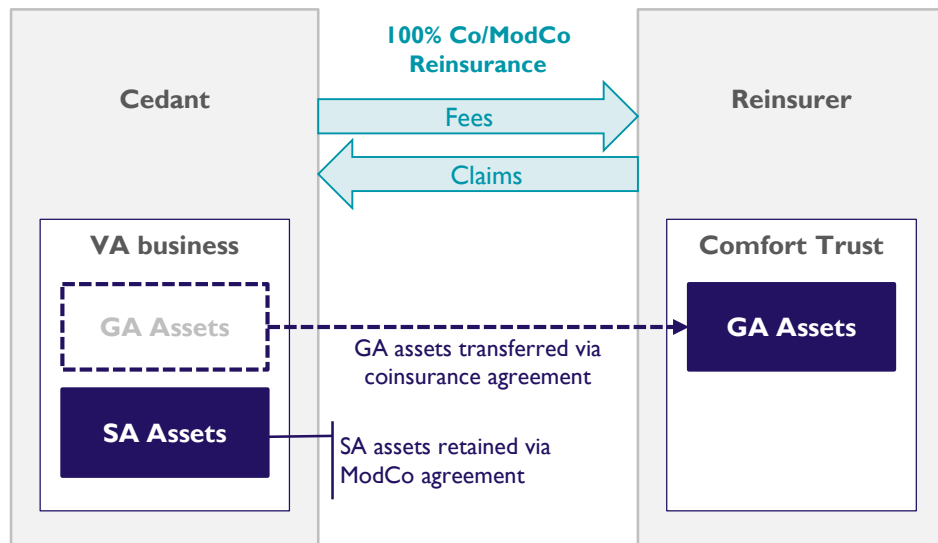 100% Co/ModCo
Reinsurance
Cedant
Reinsurer
Fees
Claims
VA business
Comfort Trust
GA Assets
GA Assets
GA assets transferred via
coinsurance agreement
SA Assets
SA assets retained via
ModCo agreement